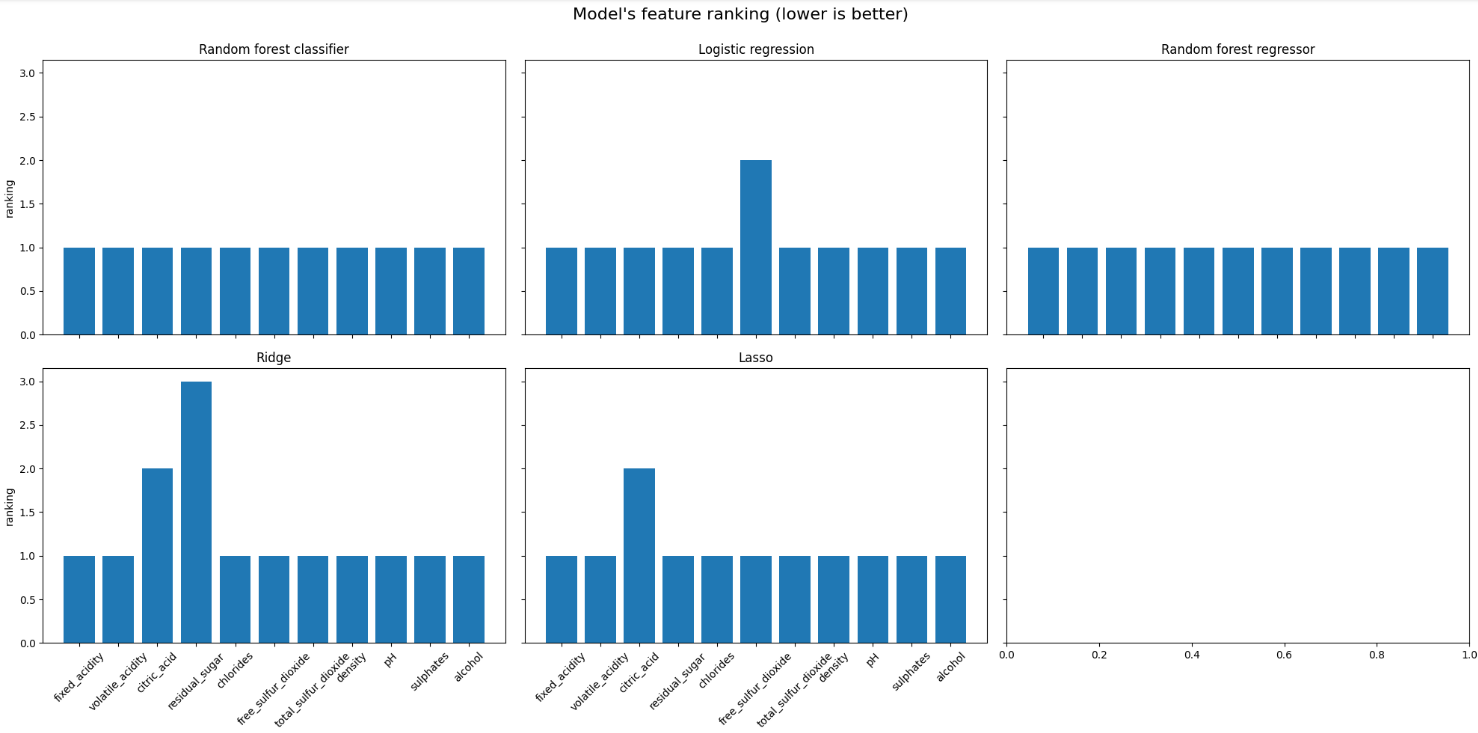 Model's feature ranking (lower is better)
Random forest classifier
Logistic regression
Random forest regressor
3.0
2.5
2.0
1.5
1.0
0.5
0.0
ranking
Ridge
Lasso
3.0
2.5
2.0
1.5
1.0
0.5
0.0
ranking
fixed_acidity
volatile_acidity
citric_acid
residual_sugar
chlorides
free_sulfur_dioxide
total_sulfur_dioxide
density
pH
sulphates
alcohol
fixed_acidity
volatile_acidity
citric_acid
residual_sugar
chlorides
free_sulfur_dioxide
total_sulfur_dioxide
density
pH
sulphates
alcohol
0.0 0.2 0.4 0.6 0.8 1.0